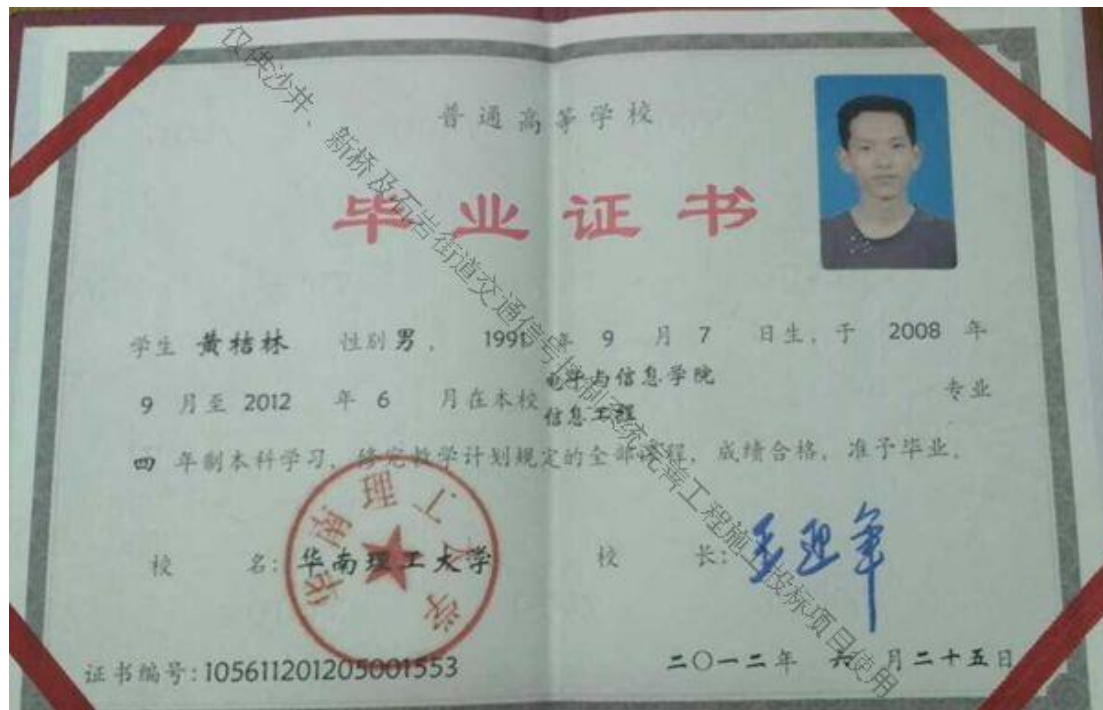 普通高等学校
毕业证书
学生 黄桔林 性别 男， 1991 年 9 月 7 日生，于 2008 年
9 月至 2012 年 6 月在本校 电子与信息学院
信息工程 专业
四 年制本科学习，修完教学计划规定的全部课程，成绩合格，准予毕业。
校 名：华南理工大学 校 长：
华南理工大学
证书编号：105611201205001553 二〇一二年 六 月二十五日
仅供沙井、新桥及石岩街道交通信号控制系统完善工程施工投标项目使用